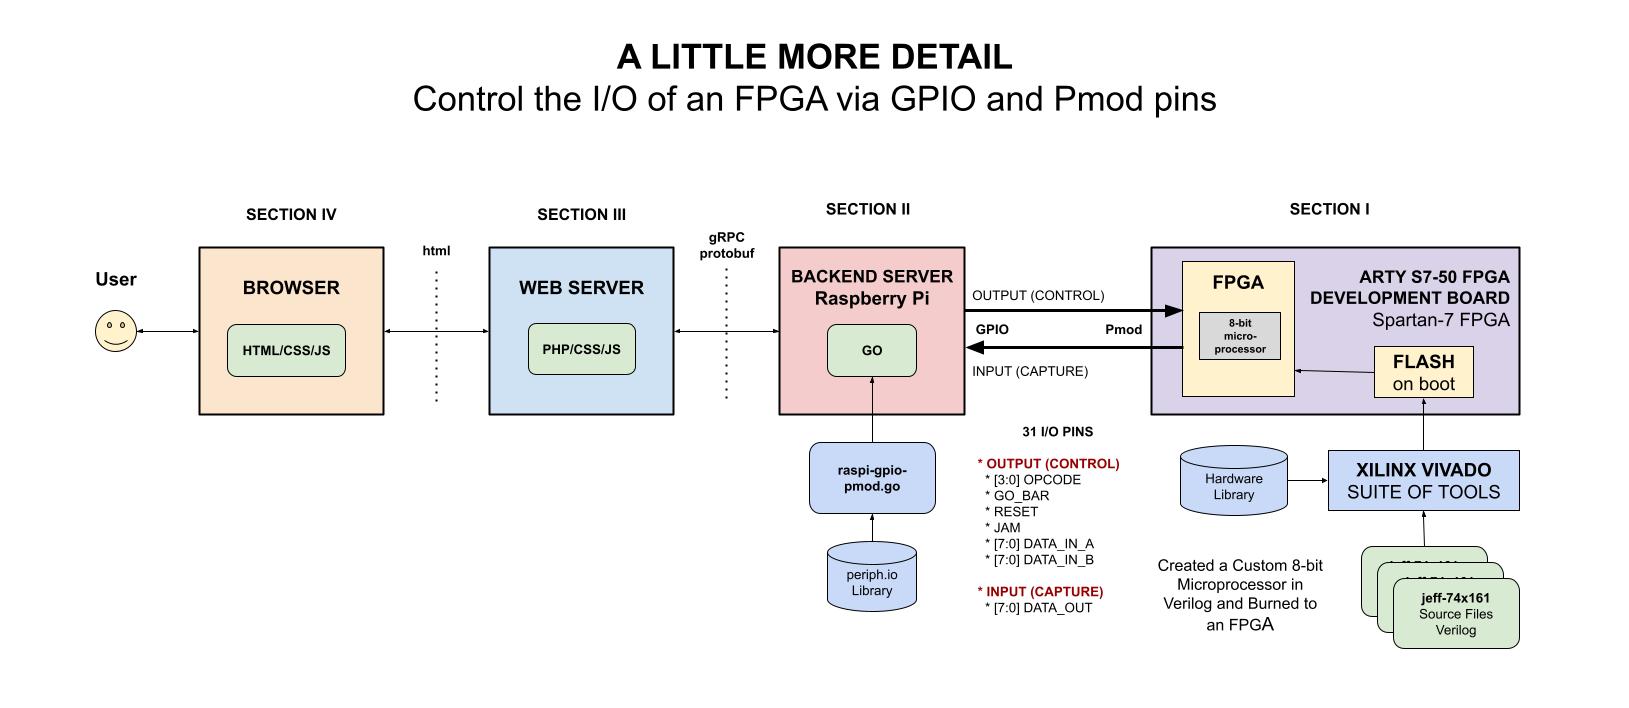 A LITTLE MORE DETAIL
Control the I/O of an FPGA via GPIO and Pmod pins
SECTION IV
SECTION III
SECTION II
SECTION I
User
BROWSER
HTML/CSS/JS
html
WEB SERVER
PHP/CSS/JS
gRPC
protobuf
BACKEND SERVER
Raspberry Pi
GO
raspi-gpio-
pmod.go
periph.io
Library
OUTPUT (CONTROL)
GPIO
Pmod
INPUT (CAPTURE)
31 I/O PINS
* OUTPUT (CONTROL)
* [3:0] OPCODE
* GO_BAR
* RESET
* JAM
* [7:0] DATA_IN_A
* [7:0] DATA_IN_B
* INPUT (CAPTURE)
* [7:0] DATA_OUT
FPGA
8-bit
micro-
processor
ARTY S7-50 FPGA
DEVELOPMENT BOARD
Spartan-7 FPGA
FLASH
on boot
Hardware
Library
XILINX VIVADO
SUITE OF TOOLS
Created a Custom 8-bit
Microprocessor in
Verilog and Burned to
an FPGA
jeff-74x161
Source Files
Verilog